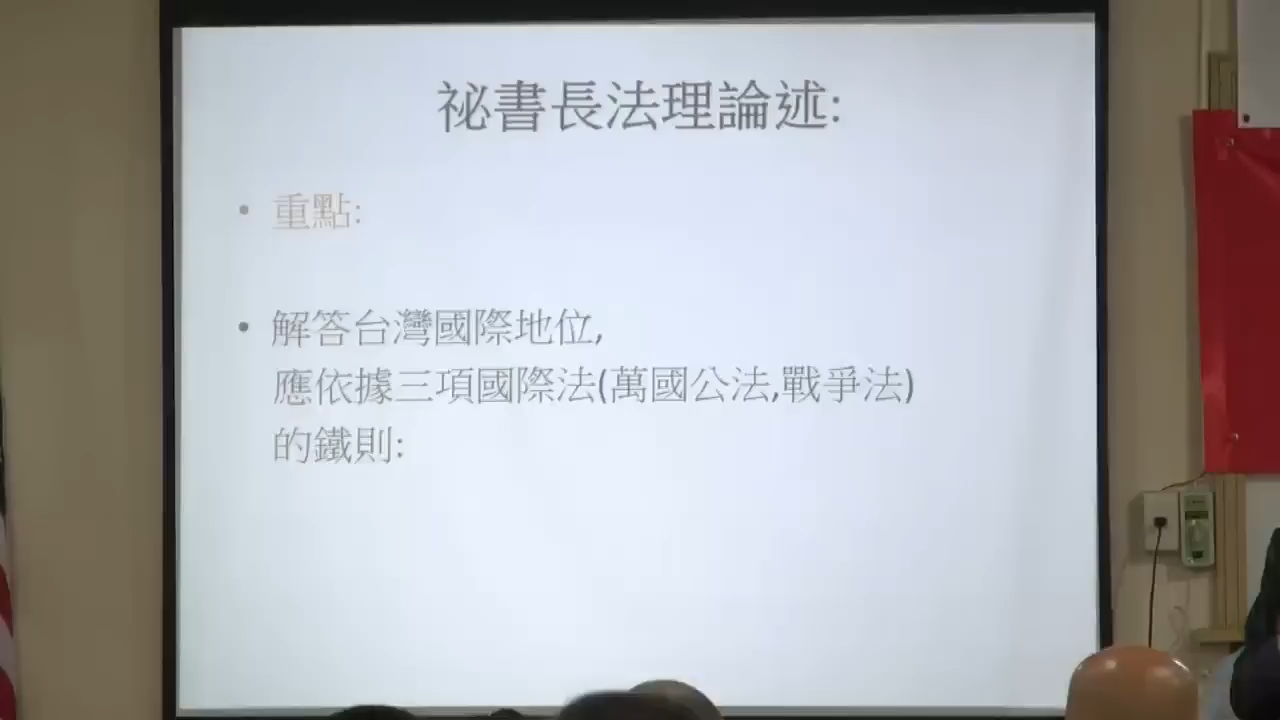 祕書長法理論述:
• 重點:
• 解答台灣國際地位,
應依據三項國際法(萬國公法,戰爭法)
的鐵則: